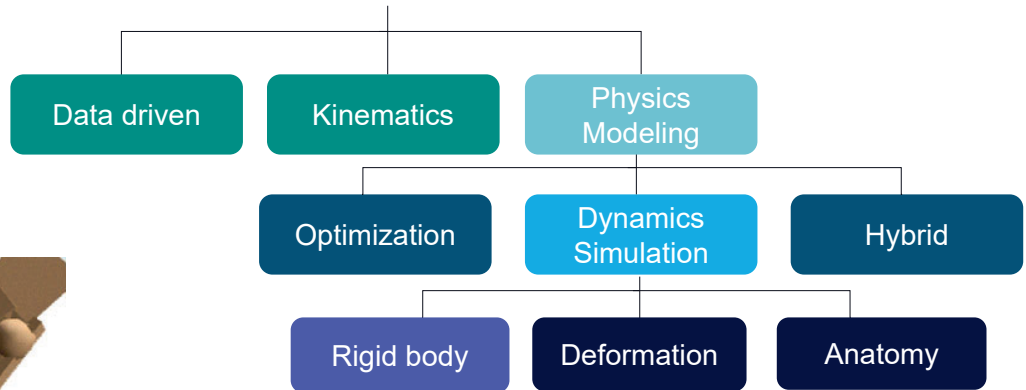 Data driven
Kinematics
Physics
Modeling
Optimization
Dynamics
Simulation
Hybrid
Rigid body
Deformation
Anatomy